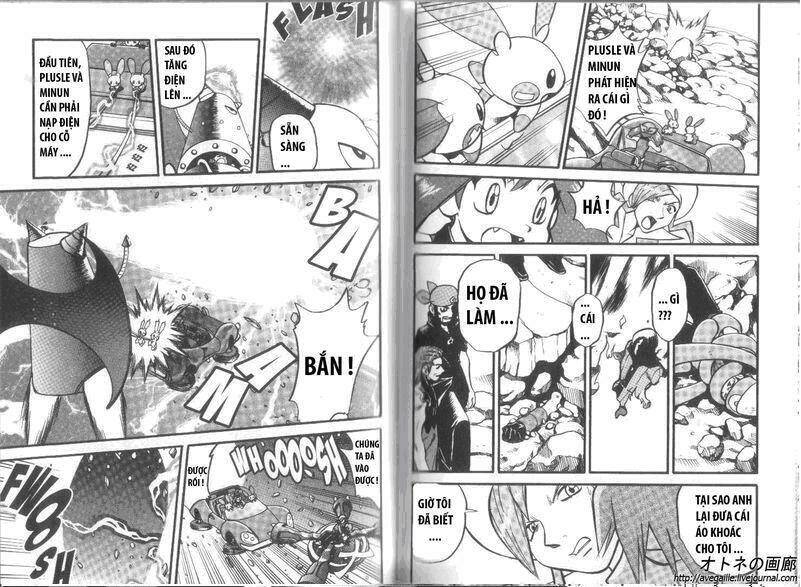 ĐẦU TIÊN,
PLUSLE VÀ
MINUN
CẦN PHẢI
NẠP ĐIỆN
CHO CỖ
MÁY ....
SAU ĐÓ
TĂNG
ĐIỆN
LÊN ...
FLASH
SẴN
SÀNG
...
BA
AM
BẮN !
FWOOSH
ĐƯỢC
RỒI !
WHOOOOSH
CHÚNG
TA ĐÃ
VÀO
ĐƯỢC !
PLUSLE VÀ
MINUN
PHÁT HIỆN
RA CÁI GÌ
ĐÓ !
HẢ !
HỌ ĐÃ
LÀM ...
...
CÁI
...
... GÌ
???
GIỜ TÔI
ĐÃ BIẾT
....
TẠI SAO ANH
LẠI ĐƯA CÁI
ÁO KHOÁC
CHO TÔI ...
オトネの画廊
http://avegaille.livejournal.com/